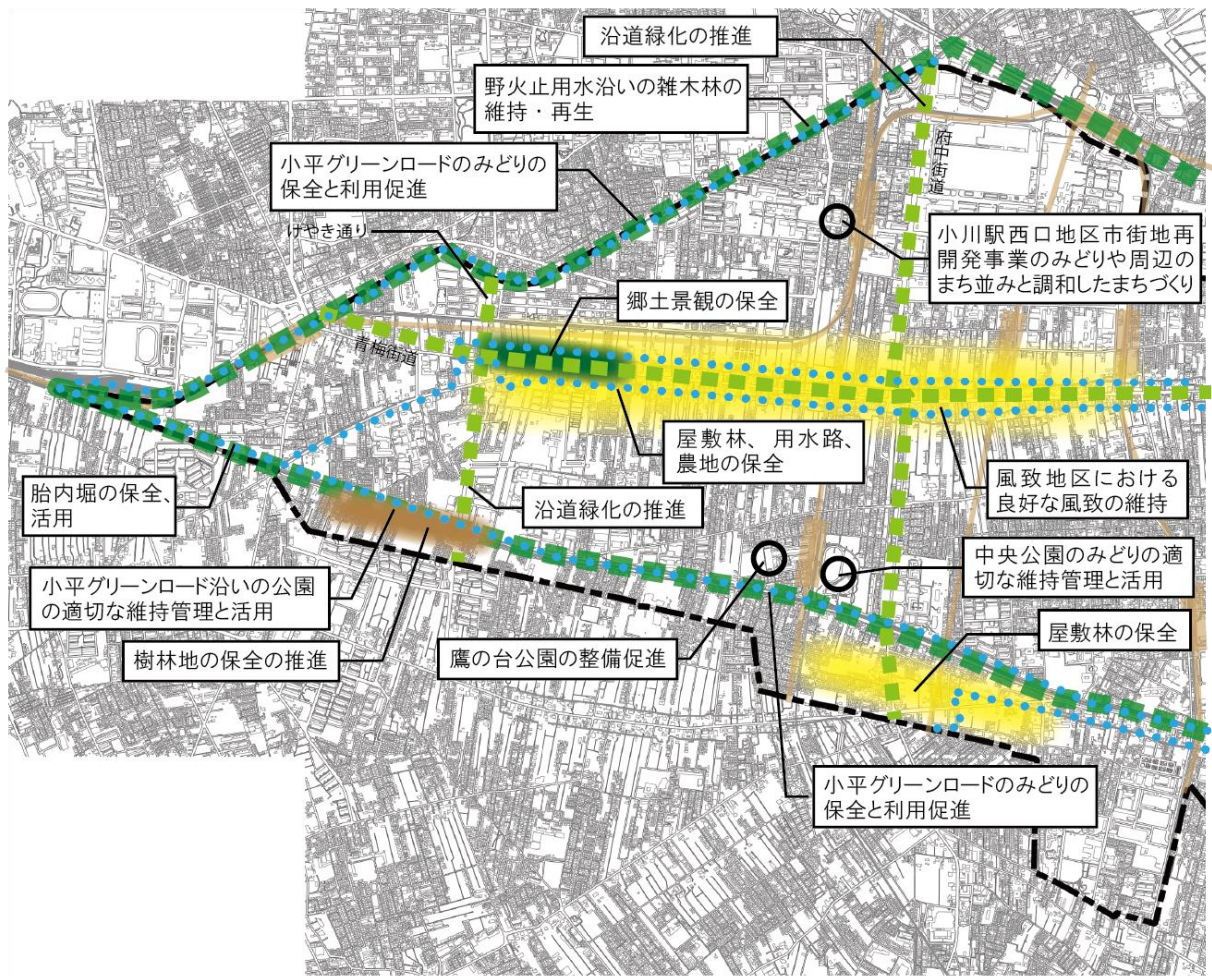 沿道緑化の推進
野火止用水沿いの雑木林の
維持・再生
小平グリーンロードのみどりの
保全と利用促進
府中街道
けやき通り
小川駅西口地区市街地再
開発事業のみどりや周辺の
まち並みと調和したまちづくり
郷土景観の保全
青梅街道
屋敷林、用水路、
農地の保全
風致地区における
良好な風致の維持
胎内堀の保全、
活用
沿道緑化の推進
中央公園のみどりの適
切な維持管理と活用
小平グリーンロード沿いの公園
の適切な維持管理と活用
屋敷林の保全
樹林地の保全の推進
鷹の台公園の整備促進
小平グリーンロードのみどりの
保全と利用促進